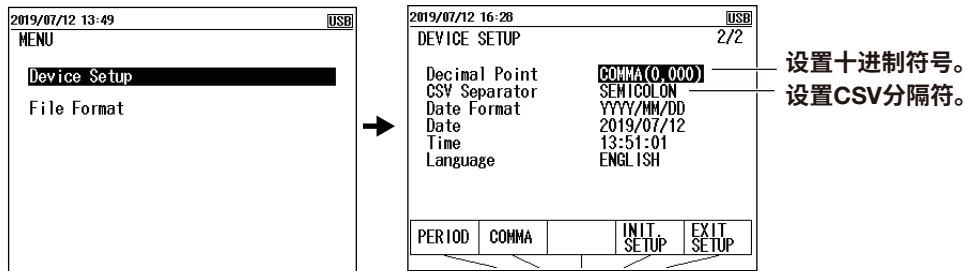 2019/07/12 13:49 USB
MENU
Device Setup
File Format
2019/07/12 16:28 USB
DEVICE SETUP 2/2
Decimal Point COMMA(0,000)
CSV Separator SEMICOLON
Date Format YYYY/MM/DD
Date 2019/07/12
Time 13:51:01
Language ENGLISH
PERIOD COMMA INIT. SETUP EXIT SETUP
设置十进制符号。
设置CSV分隔符。